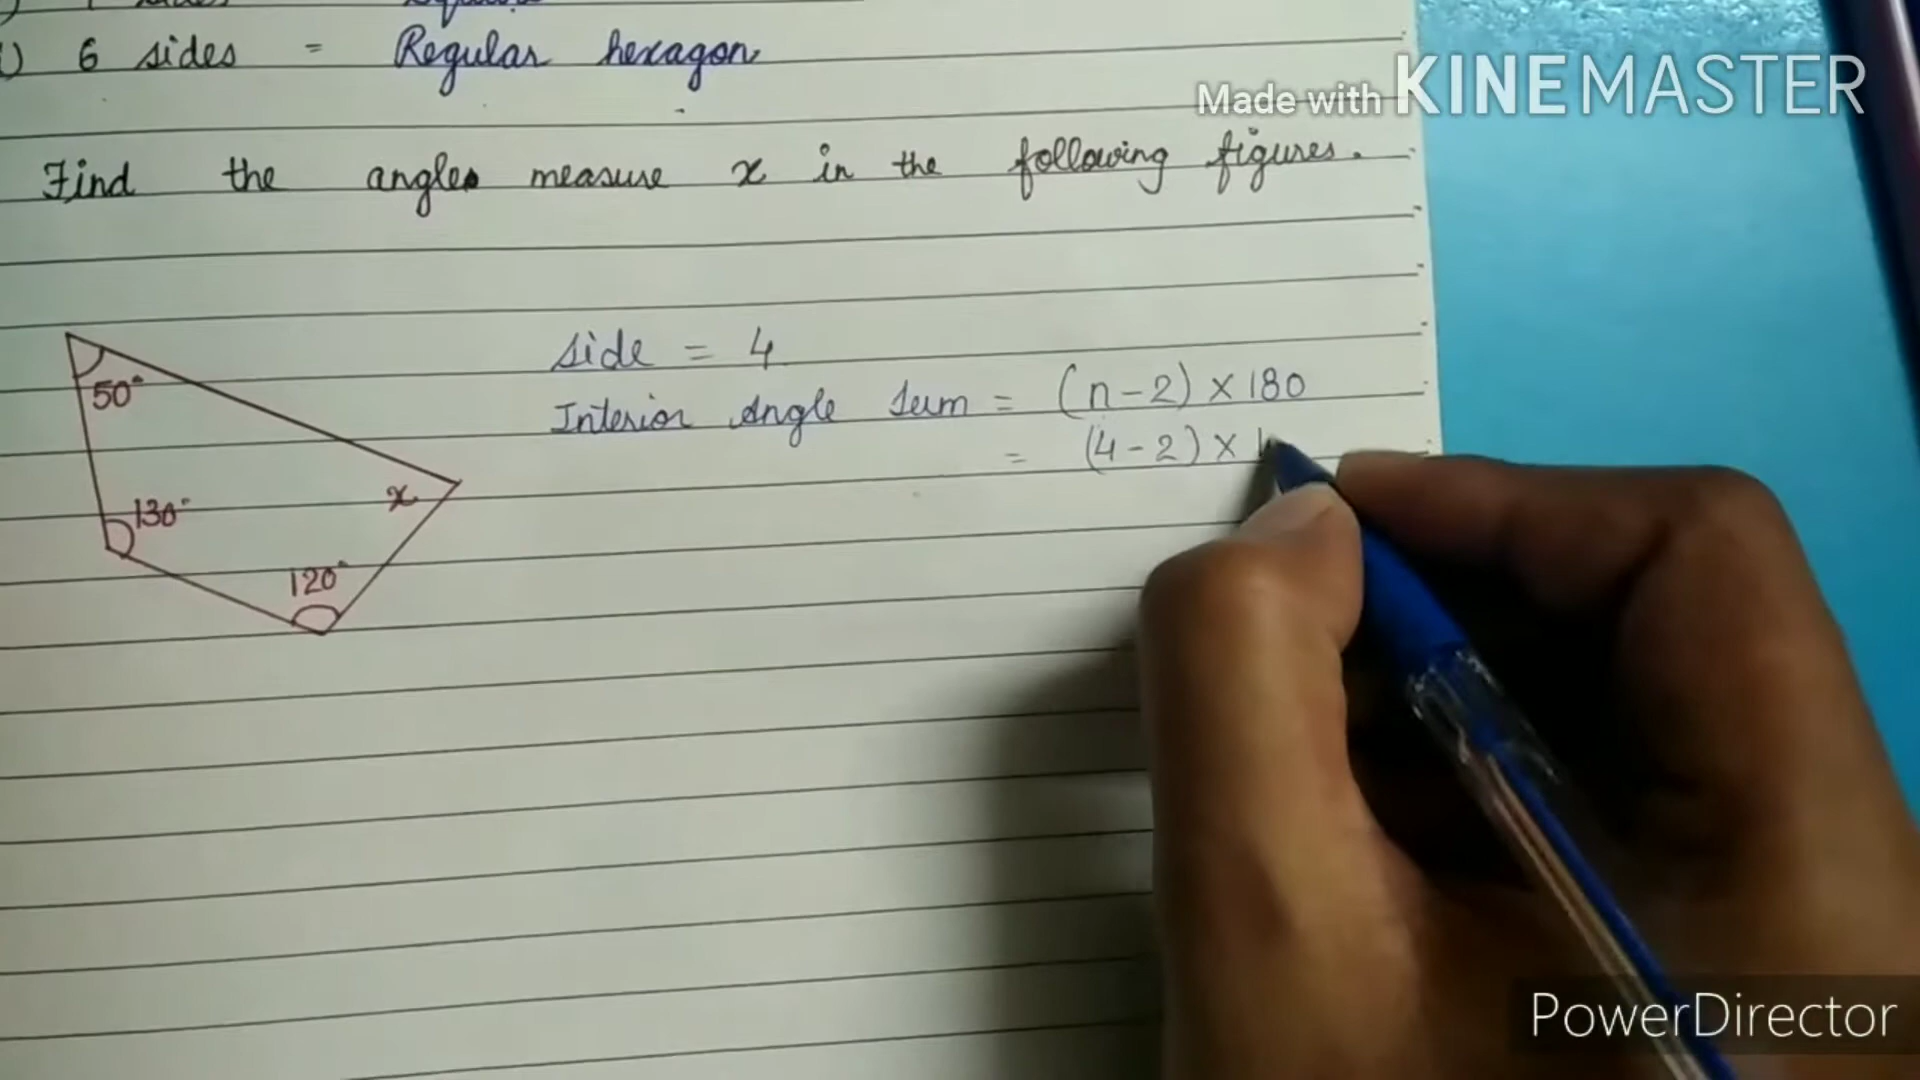 6 sides = Regular hexagon
Made with KINEMASTER
Find the angles measure x in the following figures.
50°
130°
x
120°
side = 4
Interior Angle Sum = (n-2) × 180
= (4-2) ×
PowerDirector